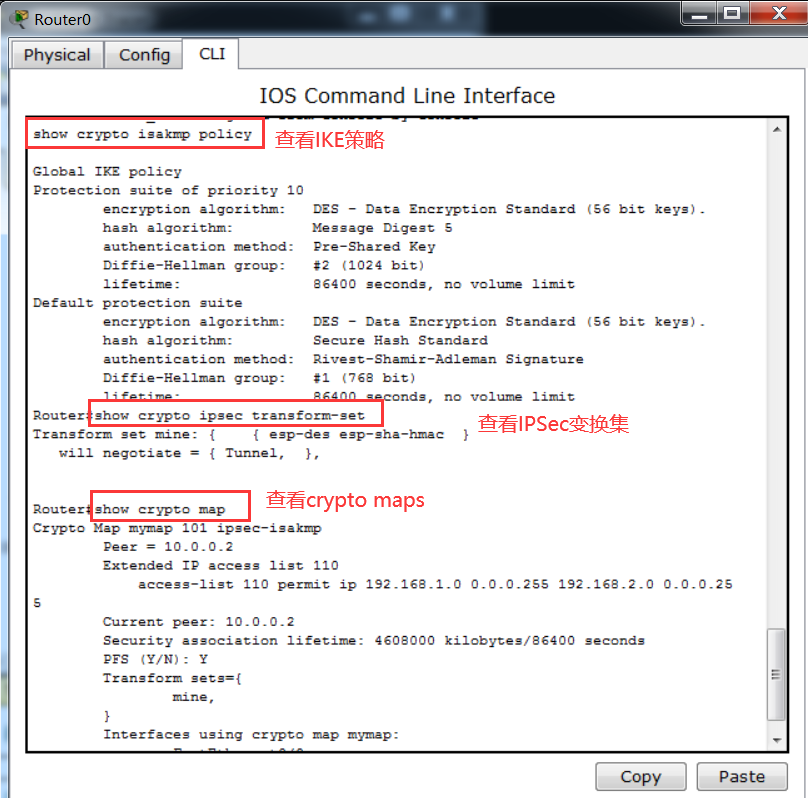 Router0
Physical Config CLI
IOS Command Line Interface
show crypto isakmp policy 查看IKE策略
Global IKE policy
Protection suite of priority 10
encryption algorithm: DES - Data Encryption Standard (56 bit keys).
hash algorithm: Message Digest 5
authentication method: Pre-Shared Key
Diffie-Hellman group: #2 (1024 bit)
lifetime: 86400 seconds, no volume limit
Default protection suite
encryption algorithm: DES - Data Encryption Standard (56 bit keys).
hash algorithm: Secure Hash Standard
authentication method: Rivest-Shamir-Adleman Signature
Diffie-Hellman group: #1 (768 bit)
lifetime: 86400 seconds, no volume limit
Router#show crypto ipsec transform-set 查看IPSec变换集
Transform set mine: { { esp-des esp-sha-hmac }
will negotiate = { Tunnel, },
Router#show crypto map 查看crypto maps
Crypto Map mymap 101 ipsec-isakmp
Peer = 10.0.0.2
Extended IP access list 110
access-list 110 permit ip 192.168.1.0 0.0.0.255 192.168.2.0 0.0.0.25
5
Current peer: 10.0.0.2
Security association lifetime: 4608000 kilobytes/86400 seconds
PFS (Y/N): Y
Transform sets={
mine,
}
Interfaces using crypto map mymap:
Copy Paste